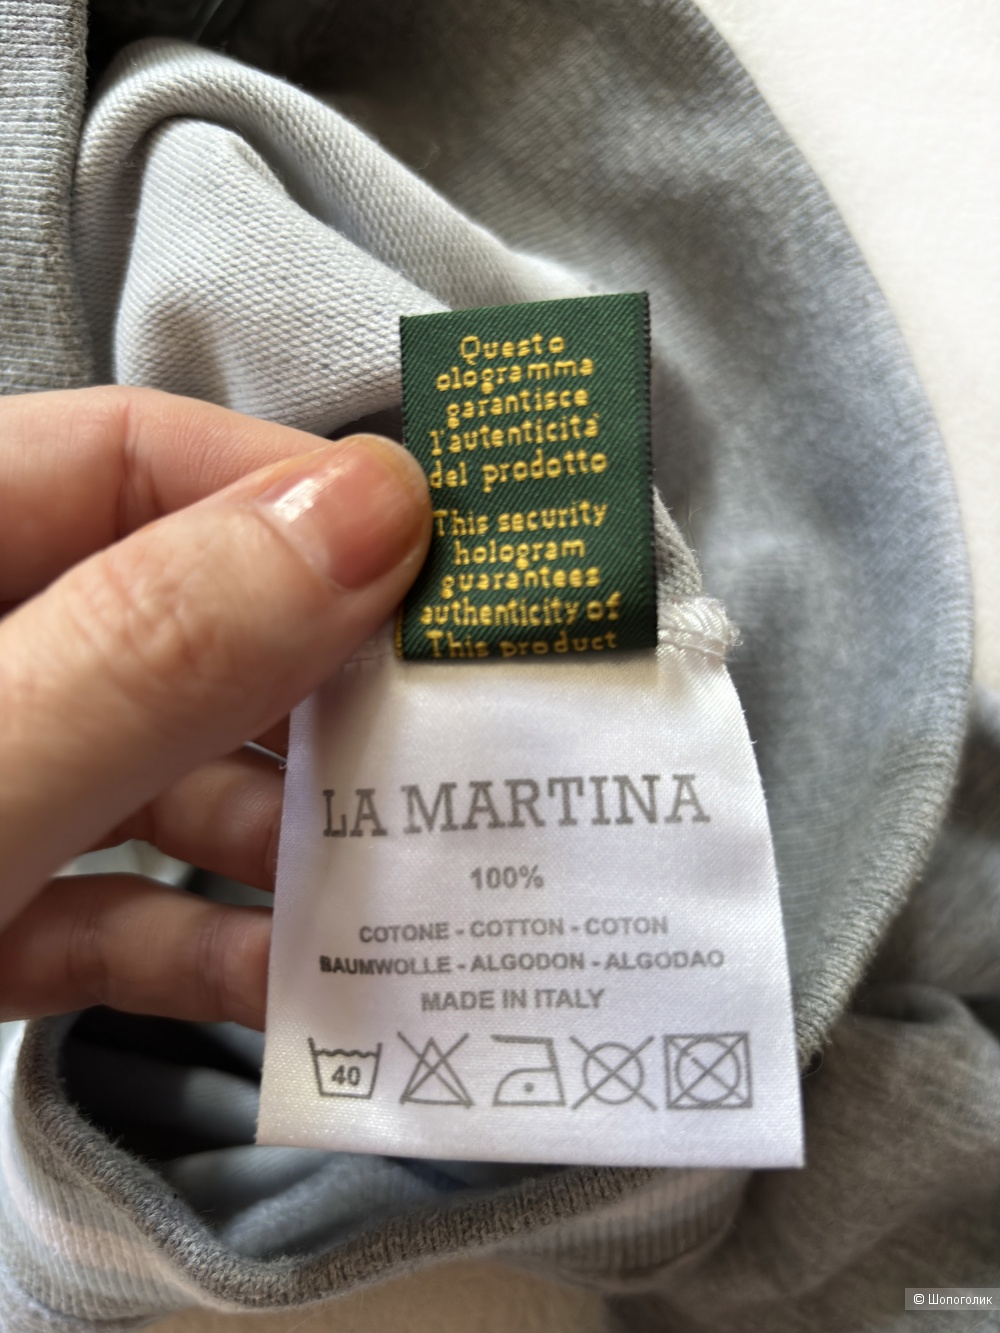 Questo
ologramma
garantisce
l'autenticità
del prodotto
This security
hologram
guarantees
authenticity of
This product
LA MARTINA
100%
COTONE - COTTON - COTON
BAUMWOLLE - ALGODON - ALGODAO
MADE IN ITALY
40
© Шопоголик